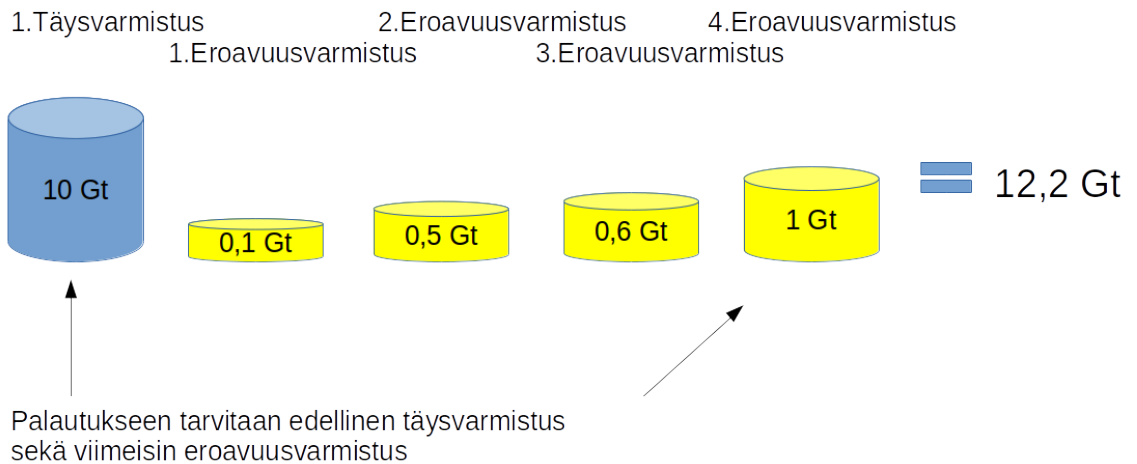 1.Täysvarmistus
1.Eroavuusvarmistus
2.Eroavuusvarmistus
3.Eroavuusvarmistus
4.Eroavuusvarmistus
10 Gt
0,1 Gt
0,5 Gt
0,6 Gt
1 Gt
12,2 Gt
Palautukseen tarvitaan edellinen täysvarmistus
sekä viimeisin eroavuusvarmistus